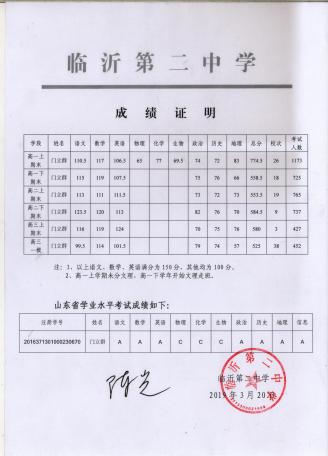 临沂第二中学
成绩证明
学段 姓名 语文 数学 英语 物理 化学 生物 政治 历史 地理 总分 校次 考试人数
高一上期末 门立群 110.5 117 106.5 65 77 69.5 74 72 83 774.5 26 1173
高一下期末 门立群 115 119 107.5 75 76 66 558.5 18 725
高二上期末 门立群 113 111 111.5 73 72 73 553.5 19 765
高二下期末 门立群 123.5 120 113 82 76 70 584.5 9 737
高三上期末 门立群 116 119 124 70 75 76 580 3 427
高三一模 门立群 99.5 114 101.5 79 74 57 525 38 452
注：1、以上语文、数学、英语满分为150分，其他均为100分。
2、高一上学期未分文理，高一下学年开始文理走班。
山东省学业水平考试成绩如下：
注册学号 姓名 语文 数学 英语 物理 化学 生物 政治 历史 地理 信息
2016371301000230670 门立群 A A A C C C A A A A
临沂第二中学
2019年3月20日